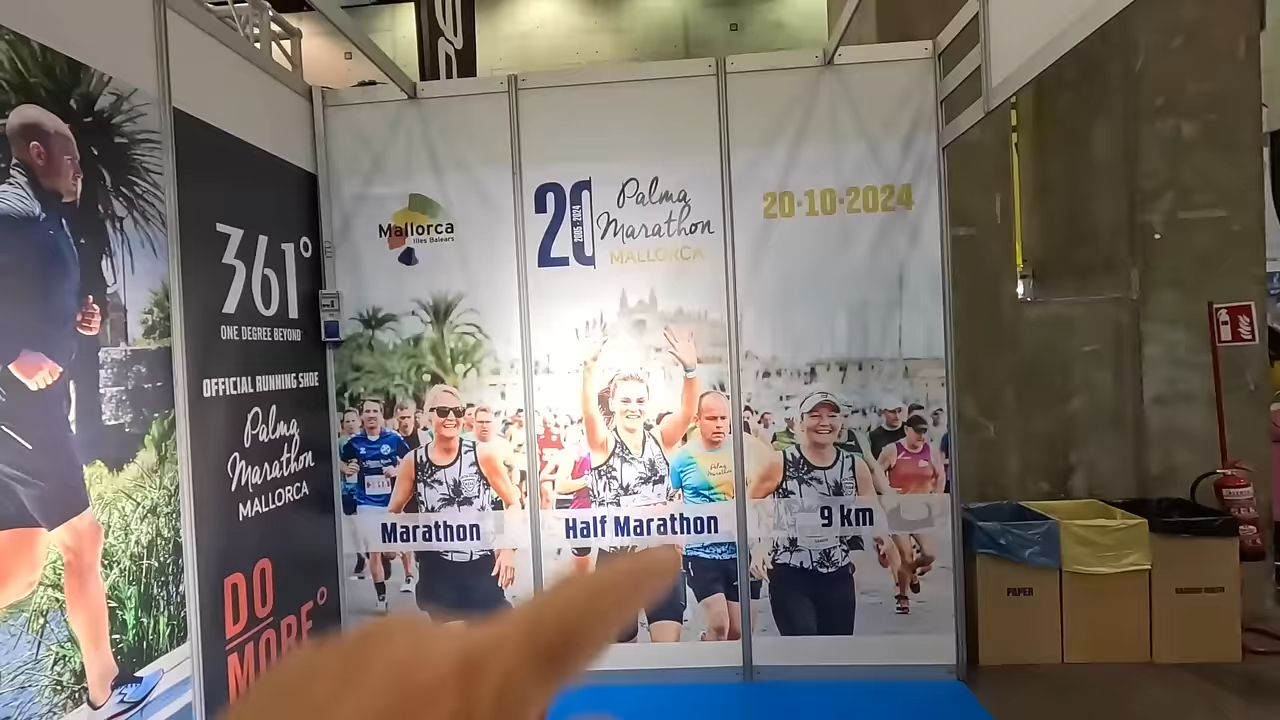 361°
ONE DEGREE BEYOND
OFFICIAL RUNNING SHOE
Palma
Marathon
MALLORCA
DO
MORE°
Mallorca
Illes Balears
20
2005 - 2024
Palma
Marathon
MALLORCA
20·10·2024
Marathon
Half Marathon
9 km
PAPER